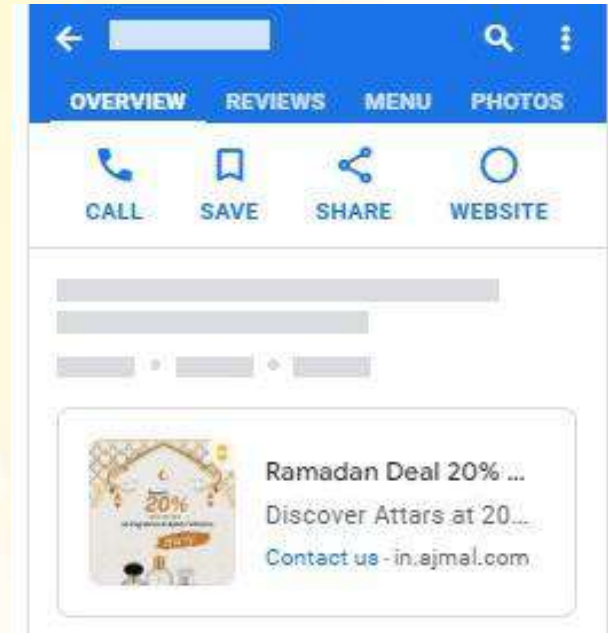 OVERVIEW REVIEWS MENU PHOTOS
CALL SAVE SHARE WEBSITE
20%
Ramadan Deal 20% ...
Discover Attars at 20...
Contact us - in.ajmal.com